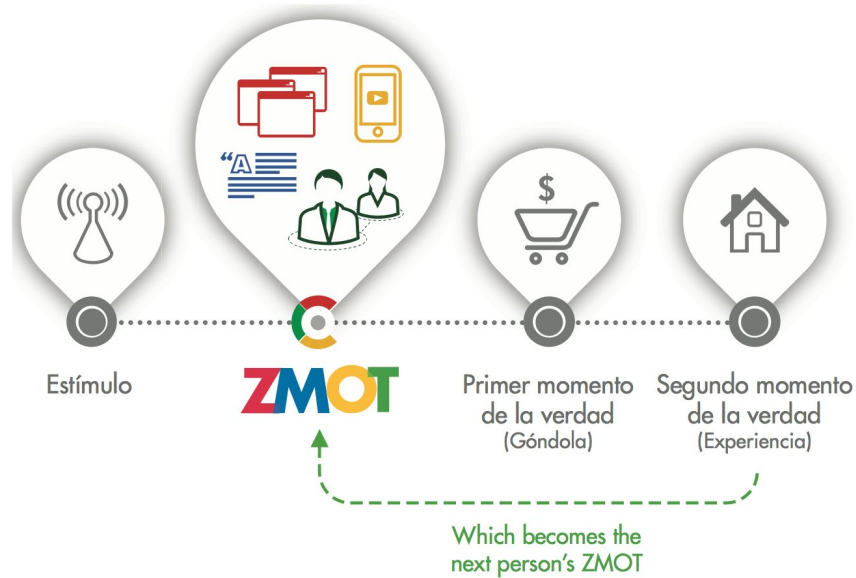 “A
$
Estímulo
ZMOT
Primer momento
de la verdad
(Góndola)
Segundo momento
de la verdad
(Experiencia)
Which becomes the
next person’s ZMOT